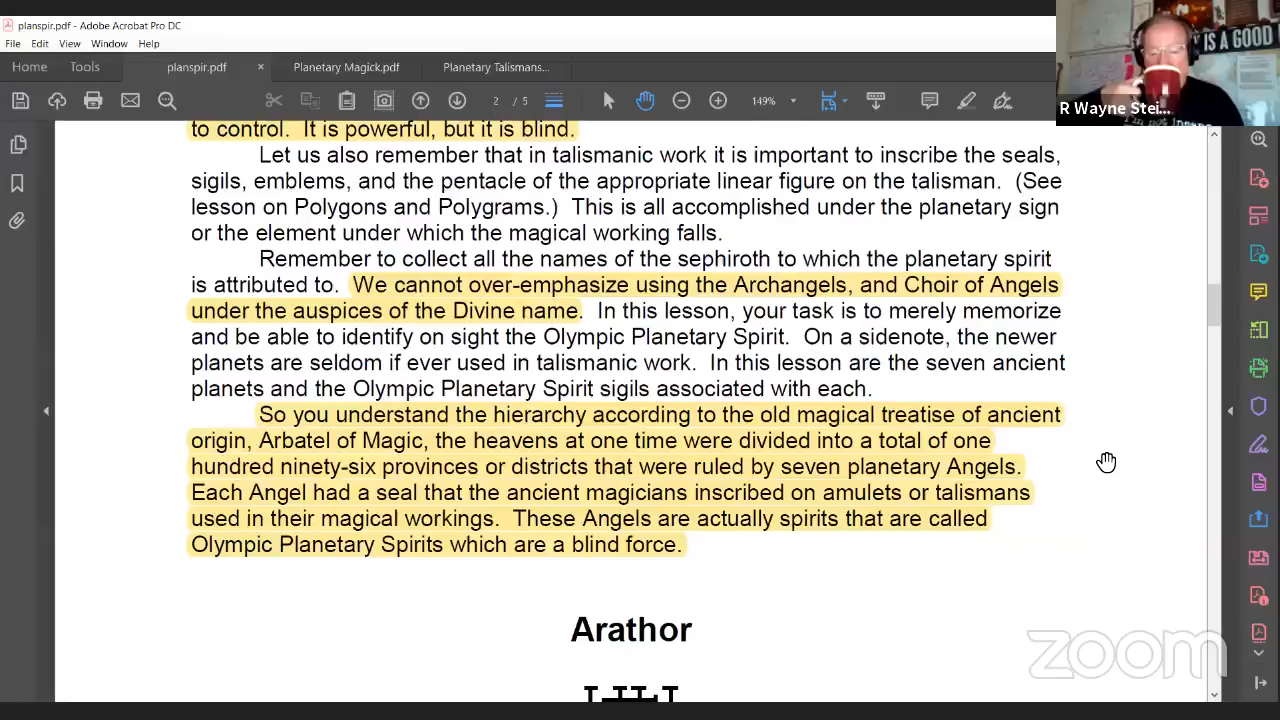 planspir.pdf - Adobe Acrobat Pro DC
File Edit View Window Help
Home Tools planspir.pdf × Planetary Magick.pdf Planetary Talismans...
2 / 5 149%
Y IS A GOOD
R Wayne Stei...
to control. It is powerful, but it is blind.
Let us also remember that in talismanic work it is important to inscribe the seals,
sigils, emblems, and the pentacle of the appropriate linear figure on the talisman. (See
lesson on Polygons and Polygrams.) This is all accomplished under the planetary sign
or the element under which the magical working falls.
Remember to collect all the names of the sephiroth to which the planetary spirit
is attributed to. We cannot over-emphasize using the Archangels, and Choir of Angels
under the auspices of the Divine name. In this lesson, your task is to merely memorize
and be able to identify on sight the Olympic Planetary Spirit. On a sidenote, the newer
planets are seldom if ever used in talismanic work. In this lesson are the seven ancient
planets and the Olympic Planetary Spirit sigils associated with each.
So you understand the hierarchy according to the old magical treatise of ancient
origin, Arbatel of Magic, the heavens at one time were divided into a total of one
hundred ninety-six provinces or districts that were ruled by seven planetary Angels.
Each Angel had a seal that the ancient magicians inscribed on amulets or talismans
used in their magical workings. These Angels are actually spirits that are called
Olympic Planetary Spirits which are a blind force.
Arathor
zoom